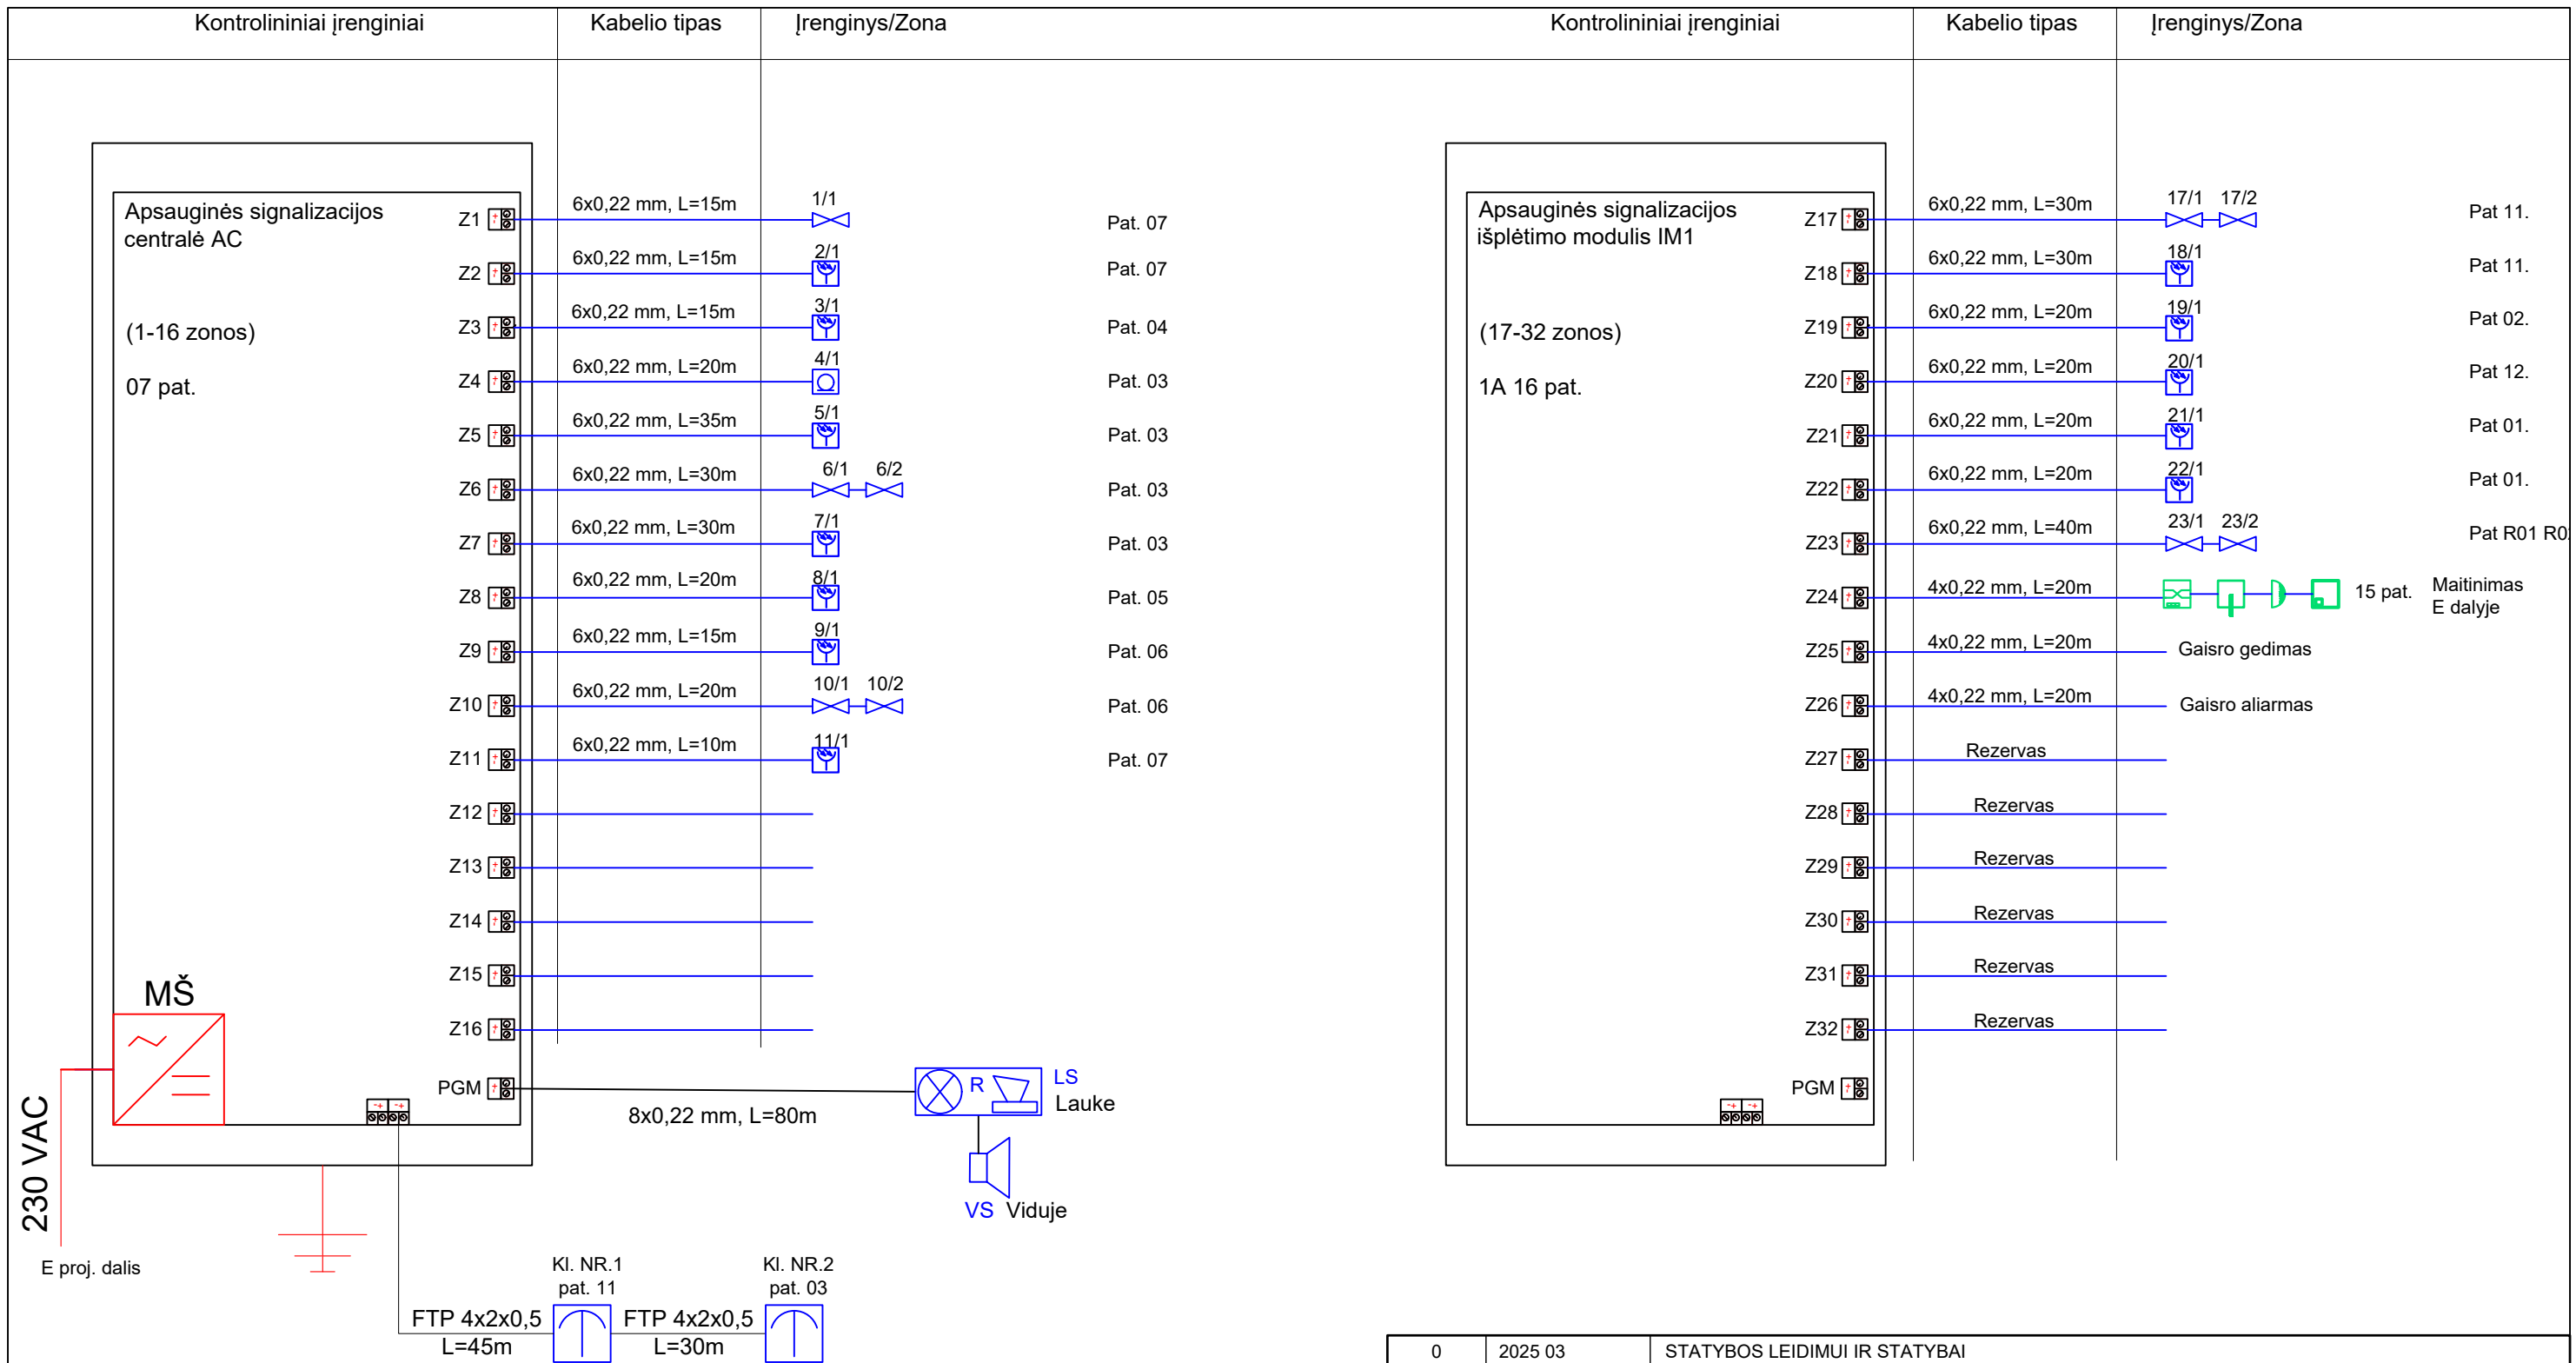 Kontrolininiai įrenginiai
Kabelio tipas
Įrenginys/Zona
Apsauginės signalizacijos
centralė AC
(1-16 zonos)
07 pat.
Z1 6x0,22 mm, L=15m 1/1 Pat. 07
Z2 6x0,22 mm, L=15m 2/1 Pat. 07
Z3 6x0,22 mm, L=15m 3/1 Pat. 04
Z4 6x0,22 mm, L=20m 4/1 Pat. 03
Z5 6x0,22 mm, L=35m 5/1 Pat. 03
Z6 6x0,22 mm, L=30m 6/1 6/2 Pat. 03
Z7 6x0,22 mm, L=30m 7/1 Pat. 03
Z8 6x0,22 mm, L=20m 8/1 Pat. 05
Z9 6x0,22 mm, L=15m 9/1 Pat. 06
Z10 6x0,22 mm, L=20m 10/1 10/2 Pat. 06
Z11 6x0,22 mm, L=10m 11/1 Pat. 07
Z12
Z13
Z14
Z15
Z16
PGM
8x0,22 mm, L=80m
R
LS
Lauke
VS Viduje
MŠ
230 VAC
E proj. dalis
Kl. NR.1
pat. 11
Kl. NR.2
pat. 03
FTP 4x2x0,5
L=45m
FTP 4x2x0,5
L=30m
Kontrolininiai įrenginiai
Kabelio tipas
Įrenginys/Zona
Apsauginės signalizacijos
išplėtimo modulis IM1
(17-32 zonos)
1A 16 pat.
Z17 6x0,22 mm, L=30m 17/1 17/2 Pat 11.
Z18 6x0,22 mm, L=30m 18/1 Pat 11.
Z19 6x0,22 mm, L=20m 19/1 Pat 02.
Z20 6x0,22 mm, L=20m 20/1 Pat 12.
Z21 6x0,22 mm, L=20m 21/1 Pat 01.
Z22 6x0,22 mm, L=20m 22/1 Pat 01.
Z23 6x0,22 mm, L=40m 23/1 23/2 Pat R01
Z24 4x0,22 mm, L=20m 15 pat. Maitinimas
E dalyje
Z25 4x0,22 mm, L=20m Gaisro gedimas
Z26 4x0,22 mm, L=20m Gaisro aliarmas
Z27 Rezervas
Z28 Rezervas
Z29 Rezervas
Z30 Rezervas
Z31 Rezervas
Z32 Rezervas
PGM
0 2025 03 STATYBOS LEIDIMUI IR STATYBAI